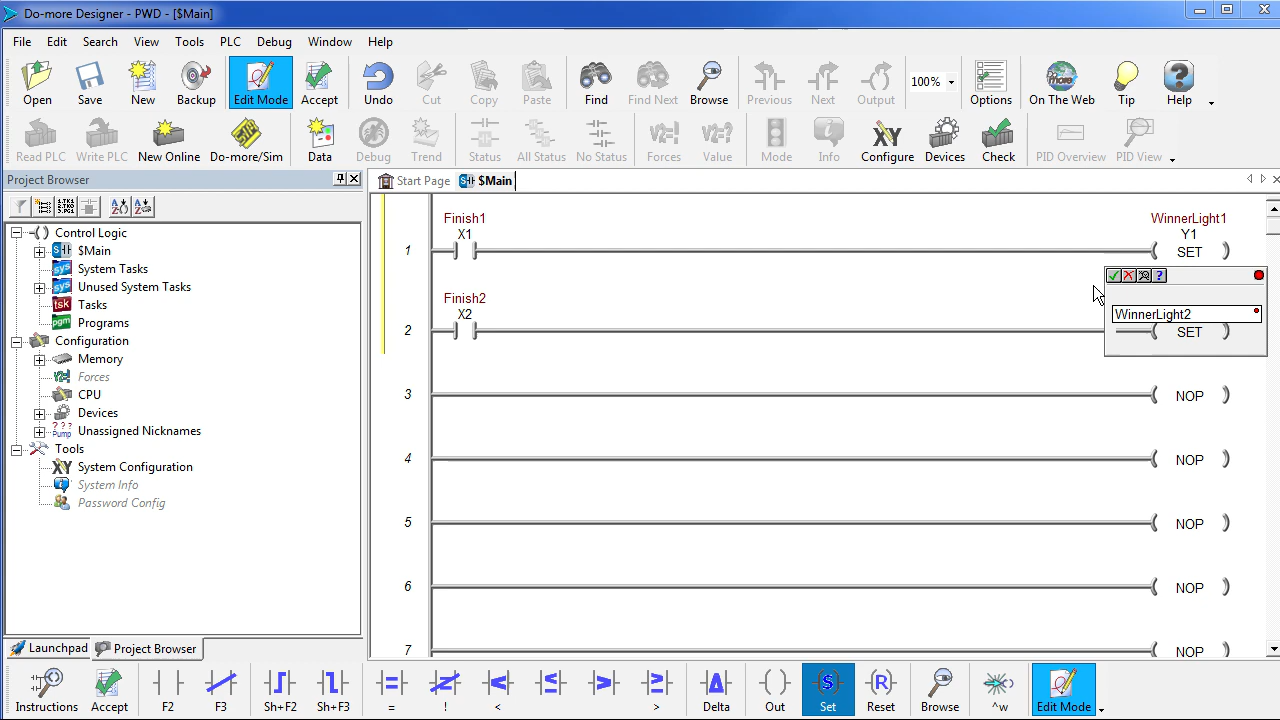 Do-more Designer - PWD - [$Main]
File Edit Search View Tools PLC Debug Window Help
Open Save New Backup Edit Mode Accept Undo Cut Copy Paste Find Find Next Browse Previous Next Output 100% Options On The Web Tip Help
Read PLC Write PLC New Online Do-more/Sim Data Debug Trend Status All Status No Status Forces Value Mode Info Configure Devices Check PID Overview PID View
Project Browser
Start Page $Main
Control Logic
$Main
System Tasks
Unused System Tasks
Tasks
Programs
Configuration
Memory
Forces
CPU
Devices
Unassigned Nicknames
Tools
System Configuration
System Info
Password Config
Launchpad Project Browser
Finish1 WinnerLight1
X1 Y1
1 SET
Finish2
X2 WinnerLight2
2 SET
3 NOP
4 NOP
5 NOP
6 NOP
7 NOP
Instructions Accept F2 F3 Sh+F2 Sh+F3 = ! < > Delta Out Set Reset Browse ^w Edit Mode